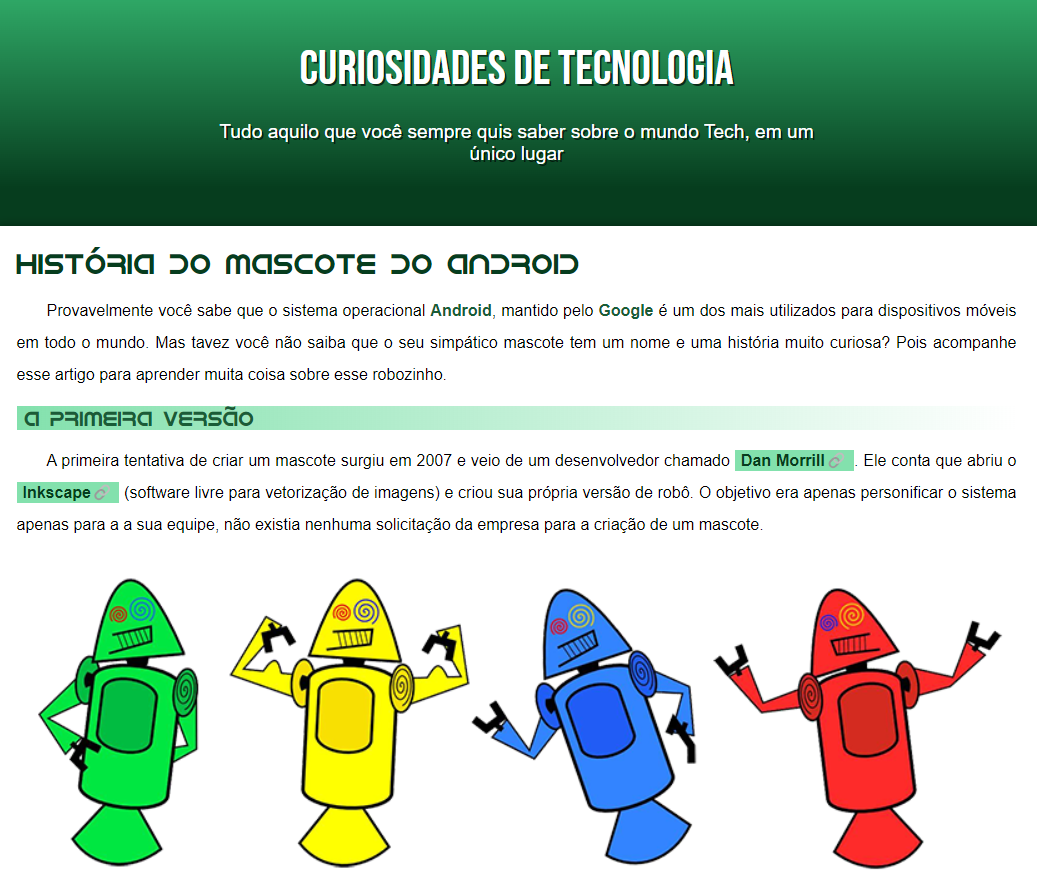 CURIOSIDADES DE TECNOLOGIA
Tudo aquilo que você sempre quis saber sobre o mundo Tech, em um
único lugar
HISTÓRIA DO MASCOTE DO ANDROID
Provavelmente você sabe que o sistema operacional Android, mantido pelo Google é um dos mais utilizados para dispositivos móveis
em todo o mundo. Mas tavez você não saiba que o seu simpático mascote tem um nome e uma história muito curiosa? Pois acompanhe
esse artigo para aprender muita coisa sobre esse robozinho.
A PRIMEIRA VERSÃO
A primeira tentativa de criar um mascote surgiu em 2007 e veio de um desenvolvedor chamado Dan Morrill. Ele conta que abriu o
Inkscape (software livre para vetorização de imagens) e criou sua própria versão de robô. O objetivo era apenas personificar o sistema
apenas para a a sua equipe, não existia nenhuma solicitação da empresa para a criação de um mascote.